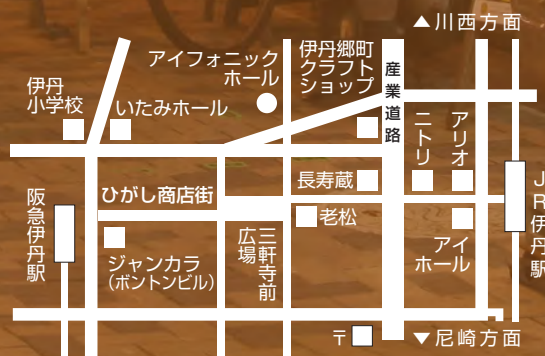 ▲川西方面
アイフォニック
ホール
伊丹郷町
クラフト
ショップ
産業道路
伊丹
小学校
いたみホール
ニトリ
アリオ
長寿蔵
JR伊丹駅
阪急伊丹駅
ひがし商店街
老松
三軒寺前
広場
アイ
ホール
ジャンカラ
（ボントンビル）
〒
▼尼崎方面